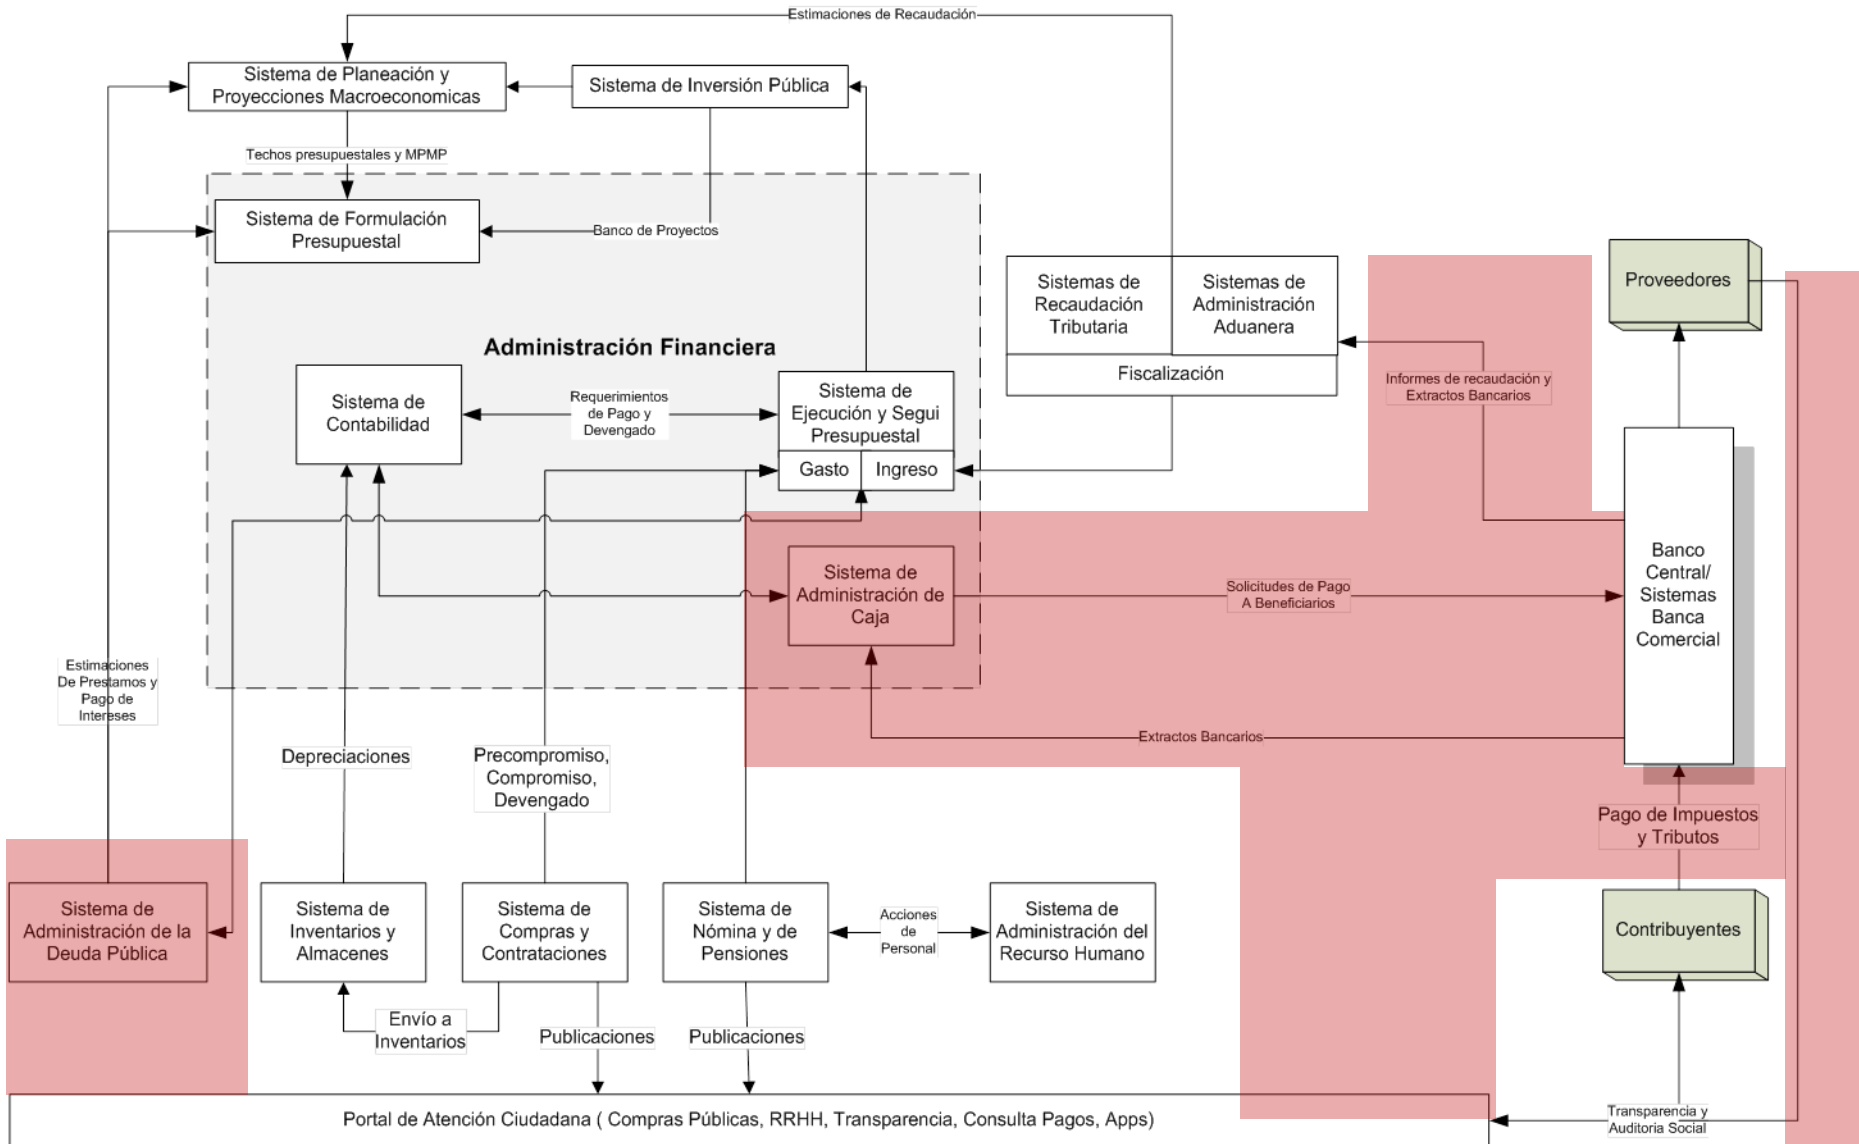 Estimaciones de Recaudación
Sistema de Planeación y
Proyecciones Macroeconomicas
Sistema de Inversión Pública
Techos presupuestales y MPMP
Sistema de Formulación
Presupuestal
Banco de Proyectos
Administración Financiera
Sistemas de
Recaudación
Tributaria
Sistemas de
Administración
Aduanera
Fiscalización
Proveedores
Informes de recaudación y
Extractos Bancarios
Sistema de
Contabilidad
Requerimientos
de Pago y
Devengado
Sistema de
Ejecución y Segui
Presupuestal
Gasto
Ingreso
Sistema de
Administración de
Caja
Solicitudes de Pago
A Beneficiarios
Banco
Central/
Sistemas
Banca
Comercial
Extractos Bancarios
Estimaciones
De Prestamos y
Pago de
Intereses
Depreciaciones
Precompromiso,
Compromiso,
Devengado
Pago de Impuestos
y Tributos
Sistema de
Administración de la
Deuda Pública
Sistema de
Inventarios y
Almacenes
Sistema de
Compras y
Contrataciones
Sistema de
Nómina y de
Pensiones
Acciones
de
Personal
Sistema de
Administración del
Recurso Humano
Contribuyentes
Envío a
Inventarios
Publicaciones
Publicaciones
Portal de Atención Ciudadana ( Compras Públicas, RRHH, Transparencia, Consulta Pagos, Apps)
Transparencia y
Auditoria Social